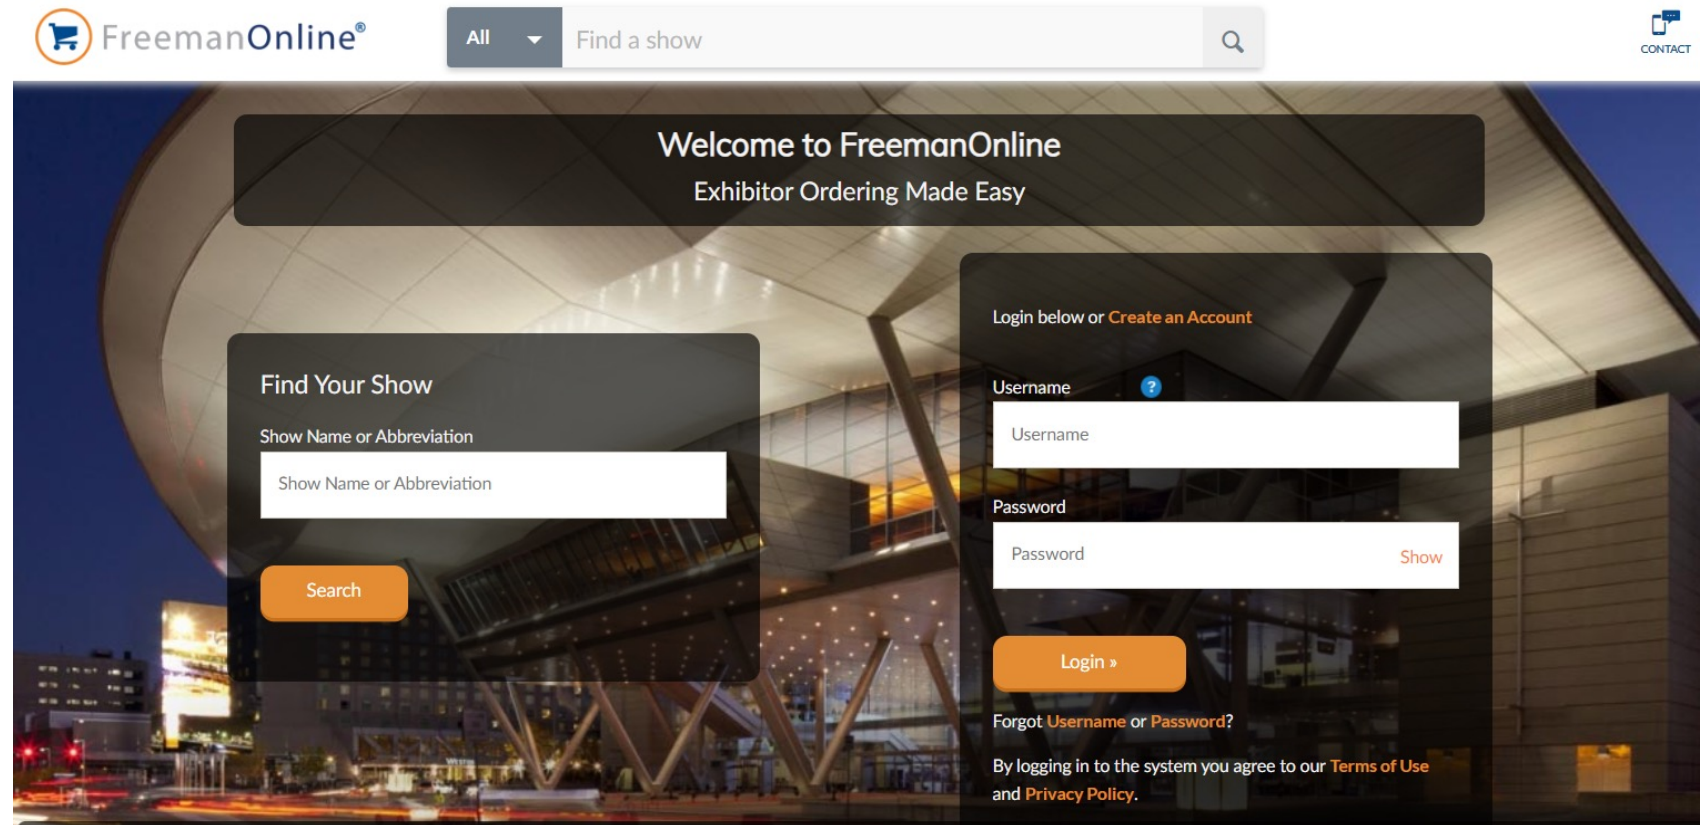 FreemanOnline®
All
Find a show
CONTACT
Welcome to FreemanOnline
Exhibitor Ordering Made Easy
Find Your Show
Show Name or Abbreviation
Show Name or Abbreviation
Search
Login below or Create an Account
Username ?
Username
Password
Password Show
Login »
Forgot Username or Password?
By logging in to the system you agree to our Terms of Use
and Privacy Policy.